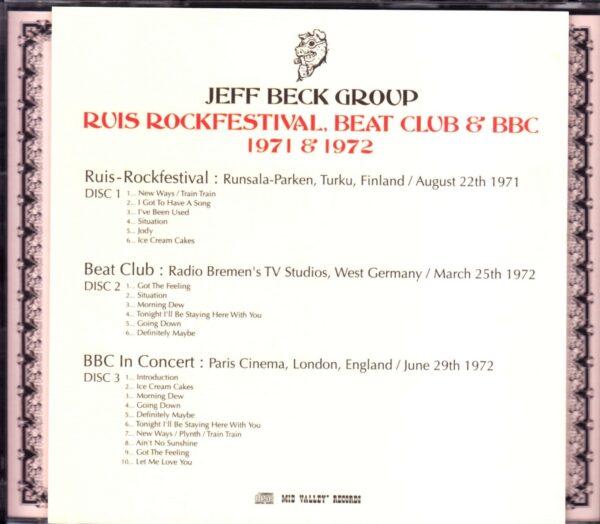 JEFF BECK GROUP
RUIS ROCKFESTIVAL, BEAT CLUB & BBC
1971 & 1972
Ruis-Rockfestival : Runsala-Parken, Turku, Finland / August 22th 1971
DISC 1 1... New Ways / Train Train
2... I Got To Have A Song
3... I've Been Used
4... Situation
5... Jody
6... Ice Cream Cakes
Beat Club : Radio Bremen's TV Studios, West Germany / March 25th 1972
DISC 2 1... Got The Feeling
2... Situation
3... Morning Dew
4... Tonight I'll Be Staying Here With You
5... Going Down
6... Definitely Maybe
BBC In Concert : Paris Cinema, London, England / June 29th 1972
DISC 3 1... Introduction
2... Ice Cream Cakes
3... Morning Dew
4... Going Down
5... Definitely Maybe
6... Tonight I'll Be Staying Here With You
7... New Ways / Plynth / Train Train
8... Ain't No Sunshine
9... Got The Feeling
10... Let Me Love You
MID VALLEY RECORDS